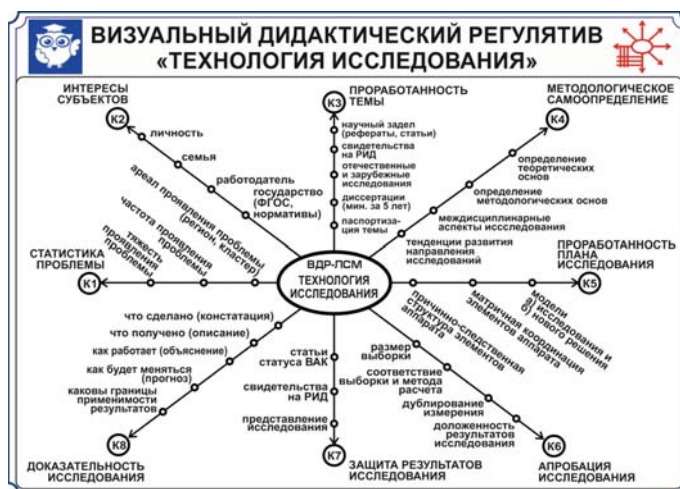 ВИЗУАЛЬНЫЙ ДИДАКТИЧЕСКИЙ РЕГУЛЯТИВ
«ТЕХНОЛОГИЯ ИССЛЕДОВАНИЯ»
ИНТЕРЕСЫ
СУБЪЕКТОВ
К2
личность
семья
работодатель
государство
(ФГОС,
нормативы)
К3
ПРОРАБОТАННОСТЬ
ТЕМЫ
научный задел
(рефераты, статьи)
свидетельства
на РИД
отечественные
и зарубежные
исследования
диссертации
(мин. за 5 лет)
паспортиза-
ция темы
МЕТОДОЛОГИЧЕСКОЕ
САМООПРЕДЕЛЕНИЕ
К4
определение
теоретических
основ
определение
методологических основ
междисциплинарные
аспекты иссследования
тенденции развития
направления
исследований
СТАТИСТИКА
ПРОБЛЕМЫ
К1
тяжесть
проявления
проблемы
частота проявления
проблемы
ареал проявления проблемы
(регион, кластер)
ВДР-ЛСМ
ТЕХНОЛОГИЯ
ИССЛЕДОВАНИЯ
ПРОРАБОТАННОСТЬ
ПЛАНА
ИССЛЕДОВАНИЯ
К5
причинно-следственная
структура элементов
аппарата
матричная координация
элементов аппарата
модели
а) исследования и
б) нового решения
что сделано (констатация)
что получено (описание)
как работает (объяснение)
как будет меняться
(прогноз)
каковы границы
применимости
результатов
К8
ДОКАЗАТЕЛЬНОСТЬ
ИССЛЕДОВАНИЯ
статьи
статуса ВАК
свидетельства
на РИД
представление
исследования
К7
ЗАЩИТА РЕЗУЛЬТАТОВ
ИССЛЕДОВАНИЯ
размер
выборки
соответствие
выборки и метода
расчета
дублирование
измерения
доложенность
результатов
исследования
К6
АПРОБАЦИЯ
ИССЛЕДОВАНИЯ